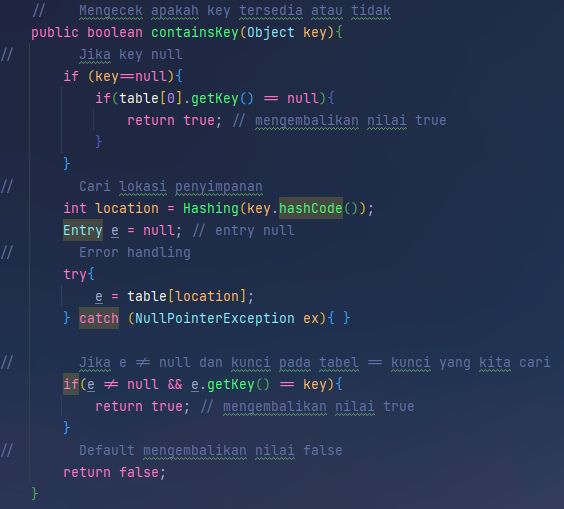 //     Mengecek apakah key tersedia atau tidak
    public boolean containsKey(Object key){
//        Jika key null
        if (key==null){
            if(table[0].getKey() == null){
                return true; // mengembalikan nilai true
            }
        }
//        Cari lokasi penyimpanan
        int location = Hashing(key.hashCode());
        Entry e = null; // entry null
//        Error handling
        try{
            e = table[location];
        } catch (NullPointerException ex){ }
//        Jika e ≠ null dan kunci pada tabel == kunci yang kita cari
        if(e ≠ null && e.getKey() == key){
            return true; // mengembalikan nilai true
        }
//        Default mengembalikan nilai false
        return false;
    }